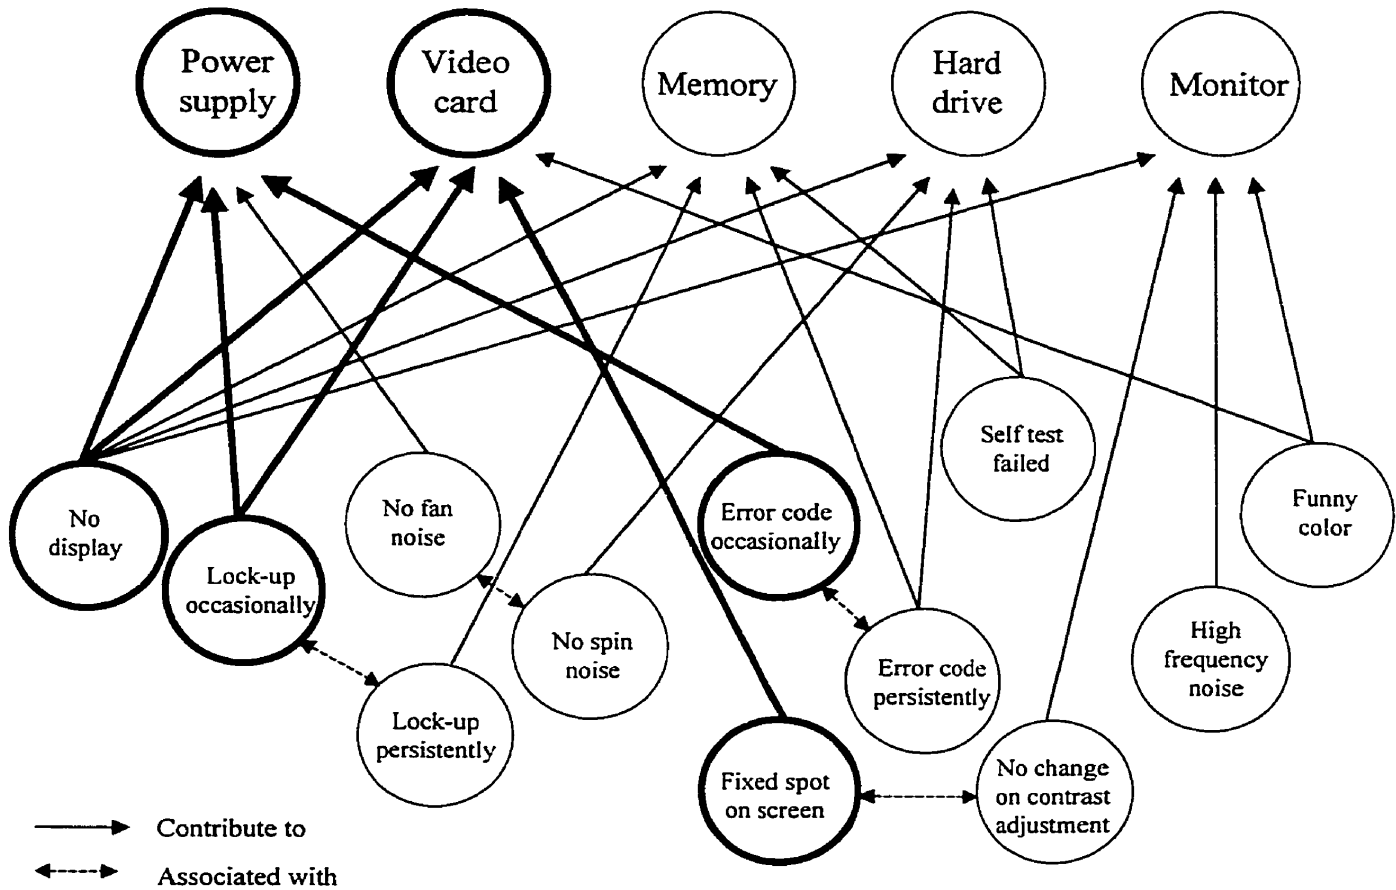 Power
supply
Video
card
Memory
Hard
drive
Monitor
No
display
Lock-up
occasionally
No fan
noise
Lock-up
persistently
No spin
noise
Error code
occasionally
Fixed spot
on screen
Error code
persistently
Self test
failed
No change
on contrast
adjustment
High
frequency
noise
Funny
color
Contribute to
Associated with